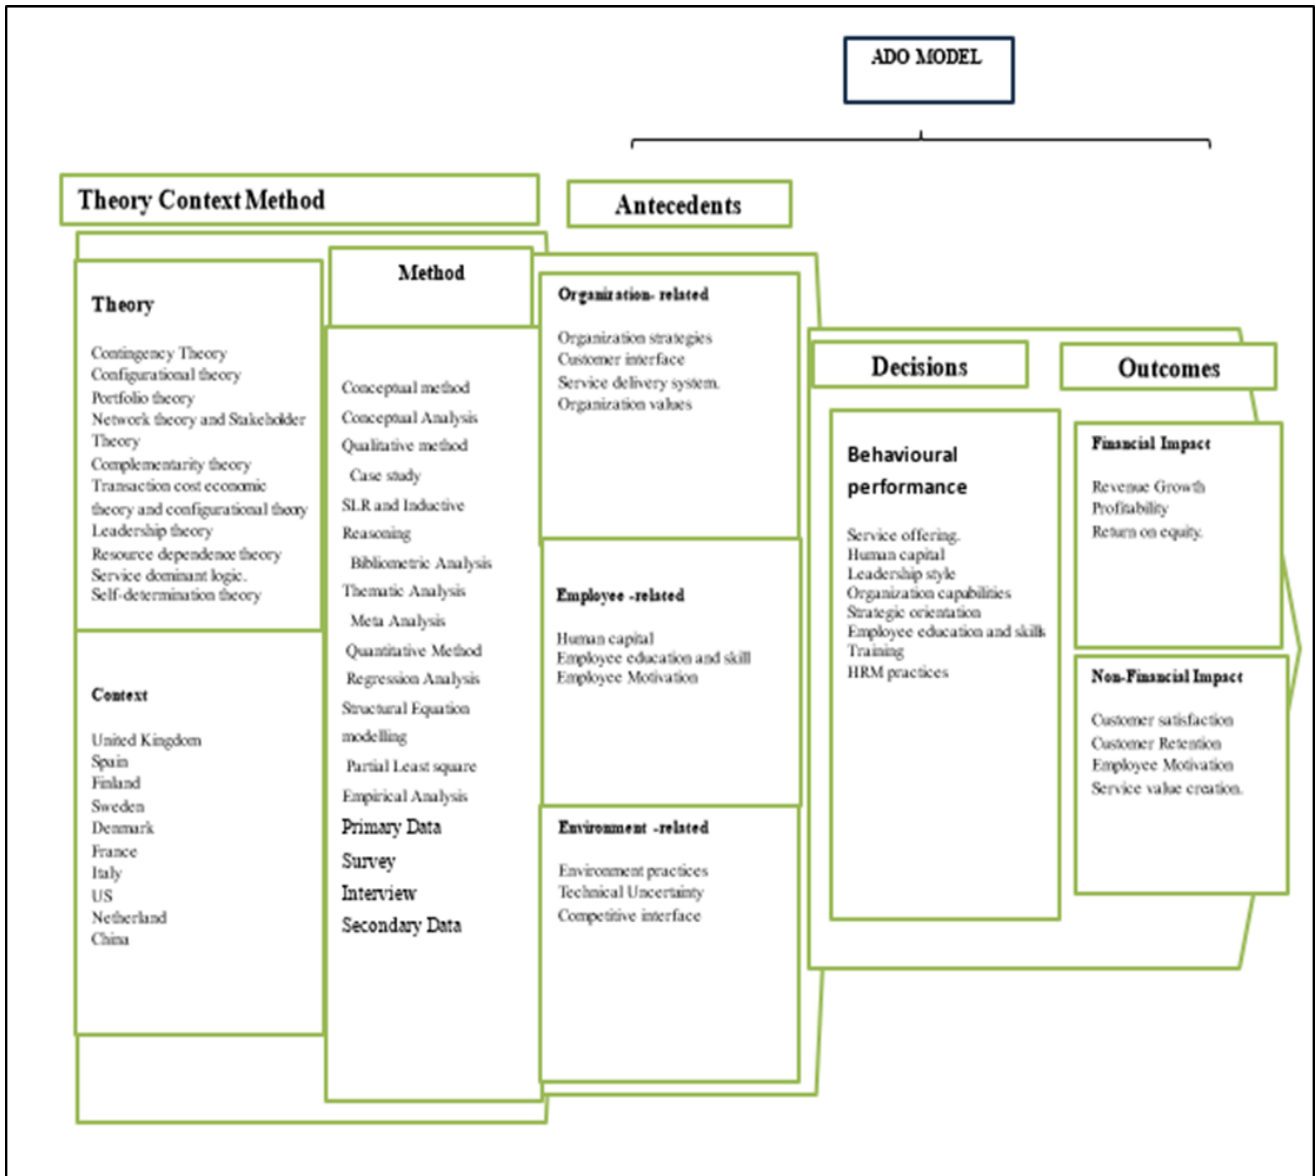 ADO MODEL
Theory Context Method
Theory
Contingency Theory
Configurational theory
Portfolio theory
Network theory and Stakeholder
Theory
Complementarity theory
Transaction cost economic
theory and configurational theory
Leadership theory
Resource dependence theory
Service dominant logic.
Self-determination theory
Context
United Kingdom
Spain
Finland
Sweden
Denmark
France
Italy
US
Netherland
China
Method
Conceptual method
Conceptual Analysis
Qualitative method
Case study
SLR and Inductive
Reasoning
Bibliometric Analysis
Thematic Analysis
Meta Analysis
Quantitative Method
Regression Analysis
Structural Equation
modelling
Partial Least square
Empirical Analysis
Primary Data
Survey
Interview
Secondary Data
Antecedents
Organization- related
Organization strategies
Customer interface
Service delivery system.
Organization values
Employee -related
Human capital
Employee education and skill
Employee Motivation
Environment -related
Environment practices
Technical Uncertainty
Competitive interface
Decisions
Behavioural
performance
Service offering.
Human capital
Leadership style
Organization capabilities
Strategic orientation
Employee education and skills
Training
HRM practices
Outcomes
Financial Impact
Revenue Growth
Profitability
Return on equity.
Non-Financial Impact
Customer satisfaction
Customer Retention
Employee Motivation
Service value creation.